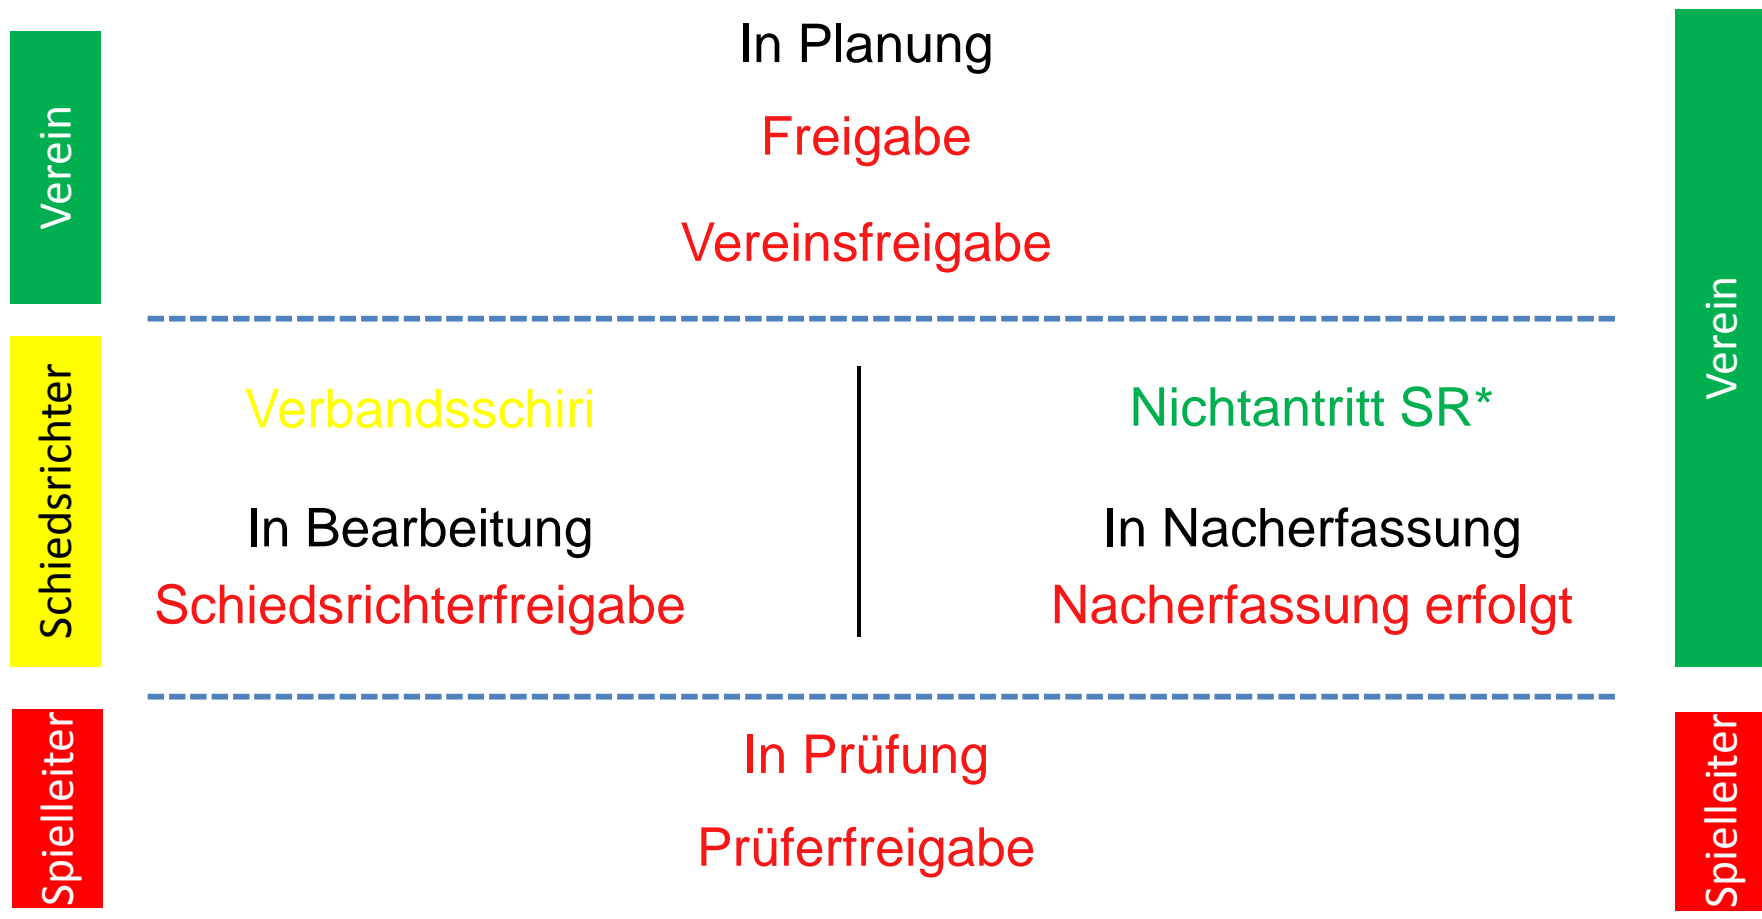 In Planung
Freigabe
Vereinsfreigabe
Verein
Verein
Verbandsschiri
Nichtantritt SR*
In Bearbeitung
In Nacherfassung
Schiedsrichterfreigabe
Nacherfassung erfolgt
Schiedsrichter
In Prüfung
Prüferfreigabe
Spielleiter
Spielleiter